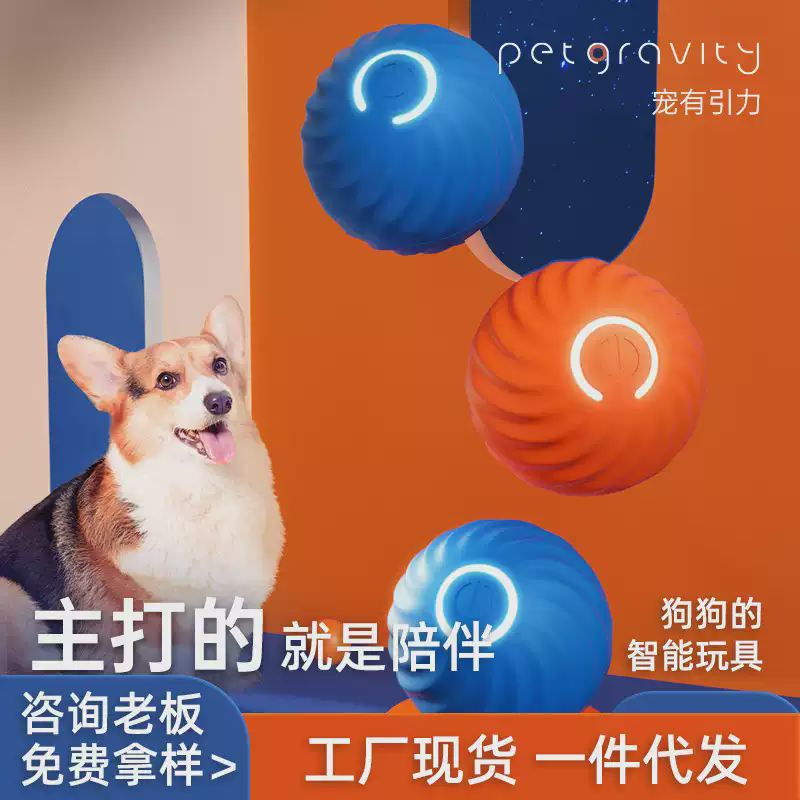 petgravity
宠有引力
主打的 就是陪伴
狗狗的
智能玩具
咨询老板
免费拿样>
工厂现货 一件代发